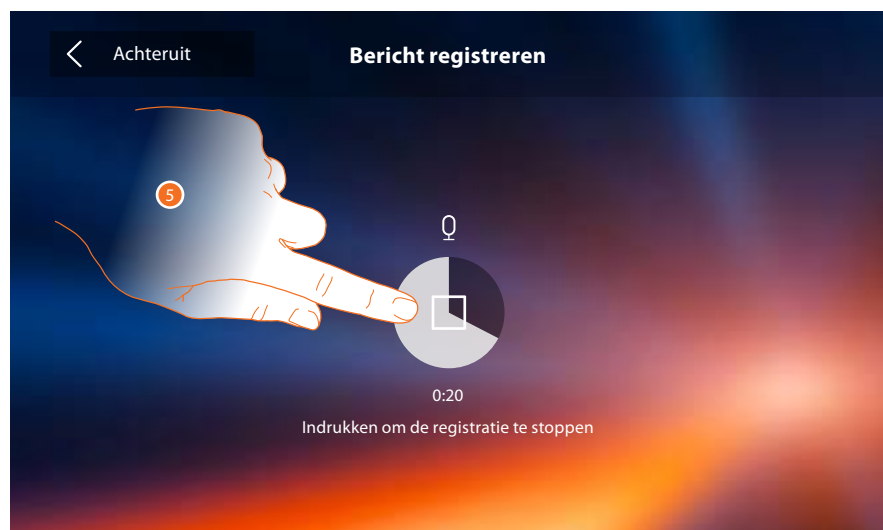 Achteruit
Bericht registreren
5
0:20
Indrukken om de registratie te stoppen